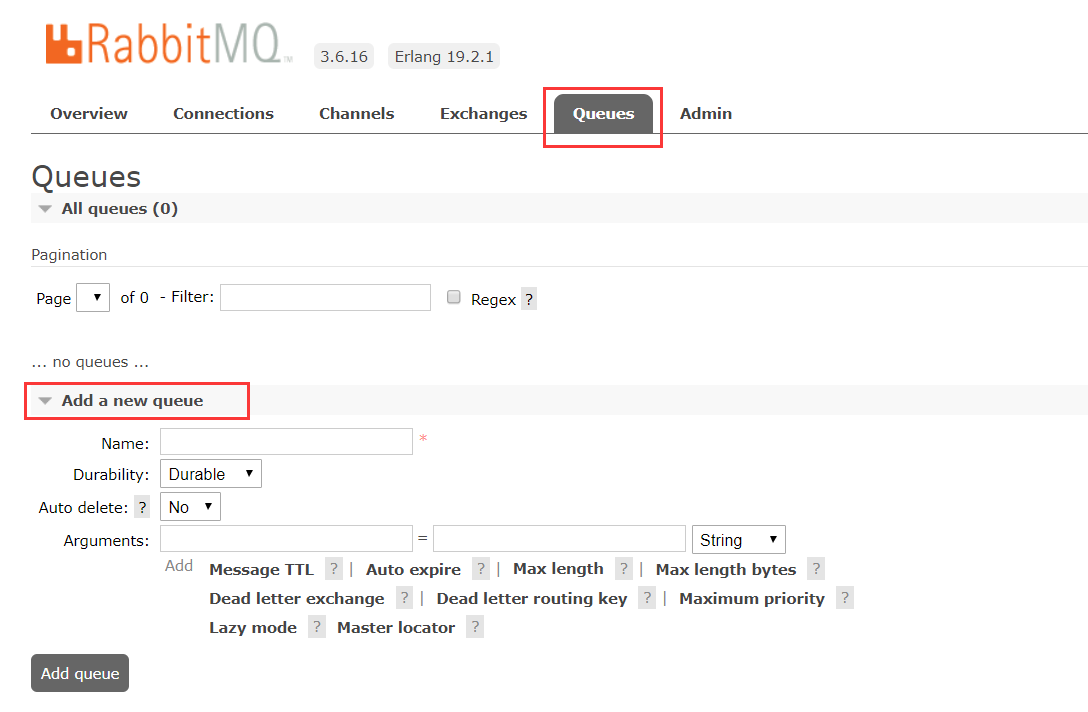 RabbitMQ™ 3.6.16 Erlang 19.2.1
Overview Connections Channels Exchanges Queues Admin
Queues
All queues (0)
Pagination
Page of 0 - Filter: Regex ?
... no queues ...
Add a new queue
Name: *
Durability: Durable
Auto delete: ? No
Arguments: = String
Add Message TTL ? | Auto expire ? | Max length ? | Max length bytes ?
Dead letter exchange ? | Dead letter routing key ? | Maximum priority ?
Lazy mode ? Master locator ?
Add queue